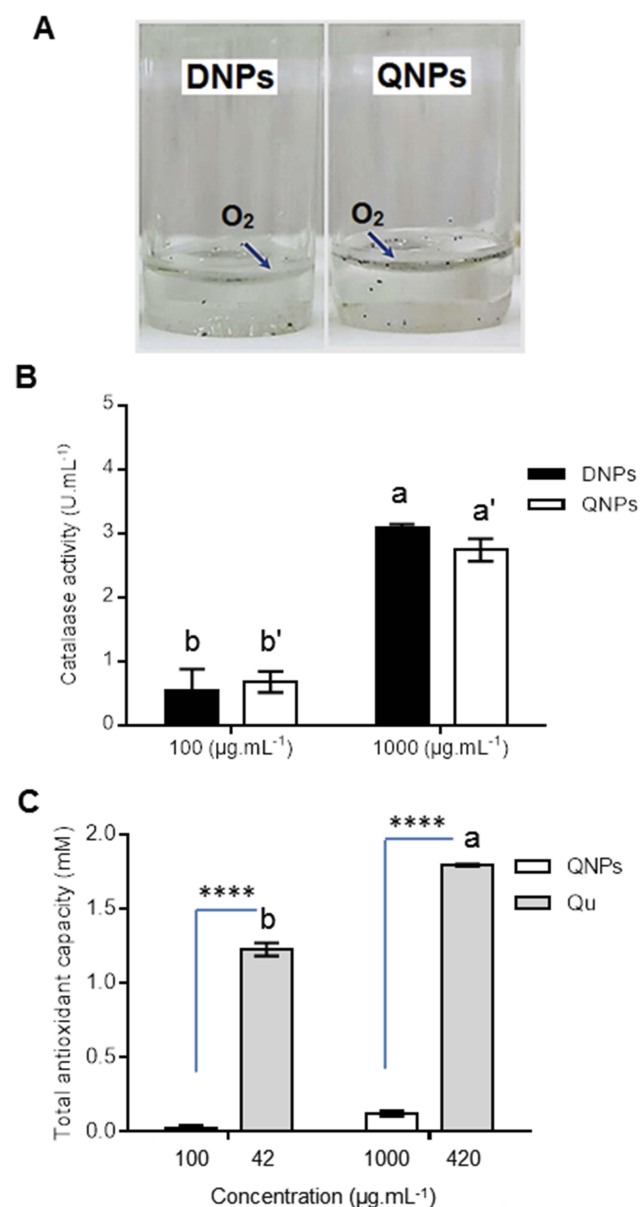 A
DNPs
QNPs
O₂
O₂
B
Catalaase activity (U.mL⁻¹)
5
4
3
2
1
0
b
b'
a
a'
DNPs
QNPs
100 (µg.mL⁻¹)
1000 (µg.mL⁻¹)
C
Total antioxidant capacity (mM)
2.0
1.5
1.0
0.5
0.0
****
b
****
a
QNPs
Qu
100
42
1000
420
Concentration (µg.mL⁻¹)